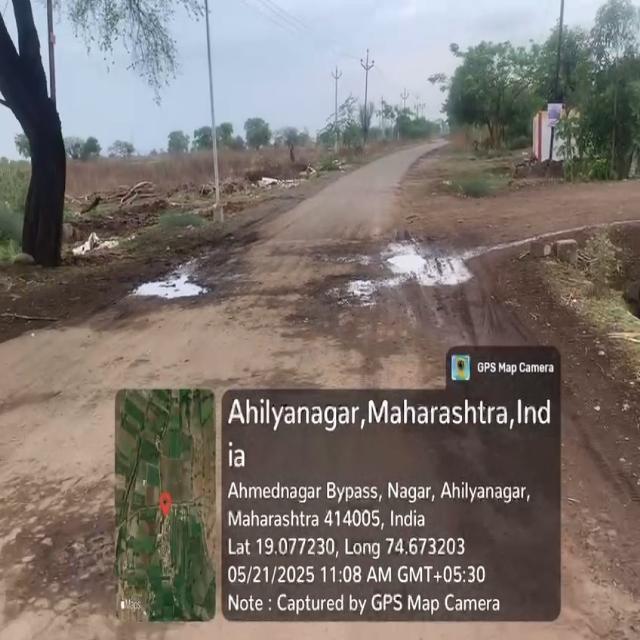 GPS Map Camera
Ahilyanagar,Maharashtra,Ind
ia
Ahmednagar Bypass, Nagar, Ahilyanagar,
Maharashtra 414005, India
Lat 19.077230, Long 74.673203
05/21/2025 11:08 AM GMT+05:30
Note : Captured by GPS Map Camera
Maps